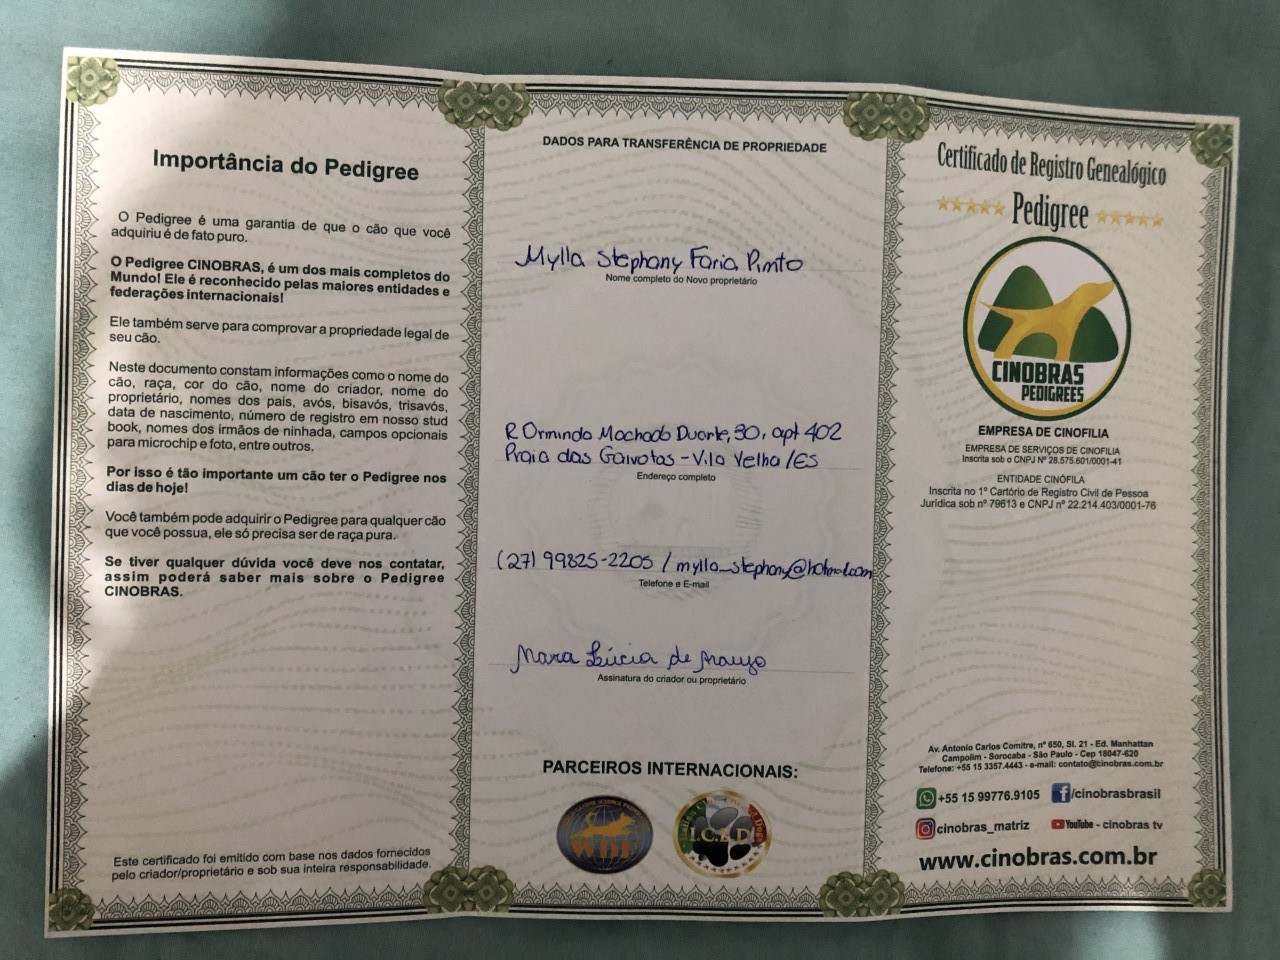 Importância do Pedigree
O Pedigree é uma garantia de que o cão que você
adquiriu é de fato puro.
O Pedigree CINOBRAS, é um dos mais completos do
Mundo! Ele é reconhecido pelas maiores entidades e
federações internacionais!
Ele também serve para comprovar a propriedade legal de
seu cão.
Neste documento constam informações como o nome do
cão, raça, cor do cão, nome do criador, nome do
proprietário, nomes dos pais, avós, bisavós, trisavós,
data de nascimento, número de registro em nosso stud
book, nomes dos irmãos de ninhada, campos opcionais
para microchip e foto, entre outros.
Por isso é tão importante um cão ter o Pedigree nos
dias de hoje!
Você também pode adquirir o Pedigree para qualquer cão
que você possua, ele só precisa ser de raça pura.
Se tiver qualquer dúvida você deve nos contatar,
assim poderá saber mais sobre o Pedigree
CINOBRAS.
Este certificado foi emitido com base nos dados fornecidos
pelo criador/proprietário e sob sua inteira responsabilidade.
DADOS PARA TRANSFERÊNCIA DE PROPRIEDADE
Mylla Stephany Faria Pinto
Nome completo do Novo proprietário
R Ormindo Machado Duarte, 30, apt 402
Praia das Gaivotas - Vila Velha/ES
Endereço completo
(27) 99825-2205 / mylla_stephany@hotmail.com
Telefone e E-mail
Mara Lúcia de Araujo
Assinatura do criador ou proprietário
PARCEIROS INTERNACIONAIS:
WDF
I.C.B.D
Certificado de Registro Genealógico
Pedigree
CINOBRAS
PEDIGREES
EMPRESA DE CINOFILIA
EMPRESA DE SERVIÇOS DE CINOFILIA
Inscrita sob o CNPJ Nº 28.575.601/0001-41
ENTIDADE CINÓFILA
Inscrita no 1º Cartório de Registro Civil de Pessoa
Jurídica sob nº 79613 e CNPJ nº 22.214.403/0001-76
Av. Antonio Carlos Comitre, nº 650, Sl. 21 - Ed. Manhattan
Campolim - Sorocaba - São Paulo - Cep 18047-620
Telefone: +55 15 3357.4443 - e-mail: contato@cinobras.com.br
+55 15 99776.9105
/cinobrasbrasil
cinobras_matriz
YouTube - cinobras tv
www.cinobras.com.br